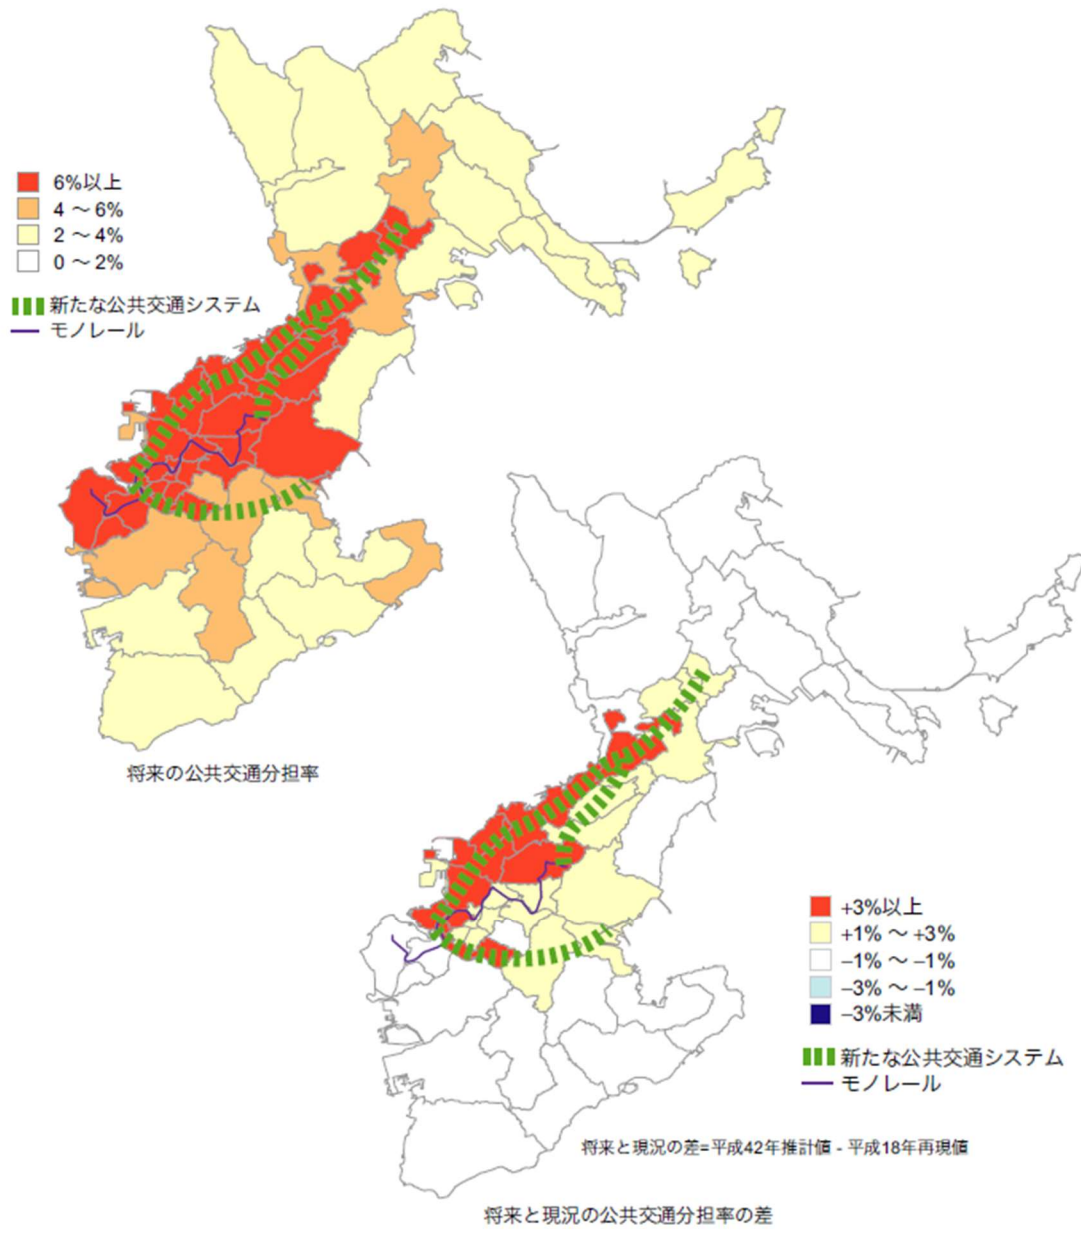 6%以上
4 ～ 6%
2 ～ 4%
0 ～ 2%
新たな公共交通システム
モノレール
将来の公共交通分担率
+3%以上
+1% ～ +3%
–1% ～ –1%
–3% ～ –1%
–3%未満
新たな公共交通システム
モノレール
将来と現況の差=平成42年推計値 - 平成18年再現値
将来と現況の公共交通分担率の差